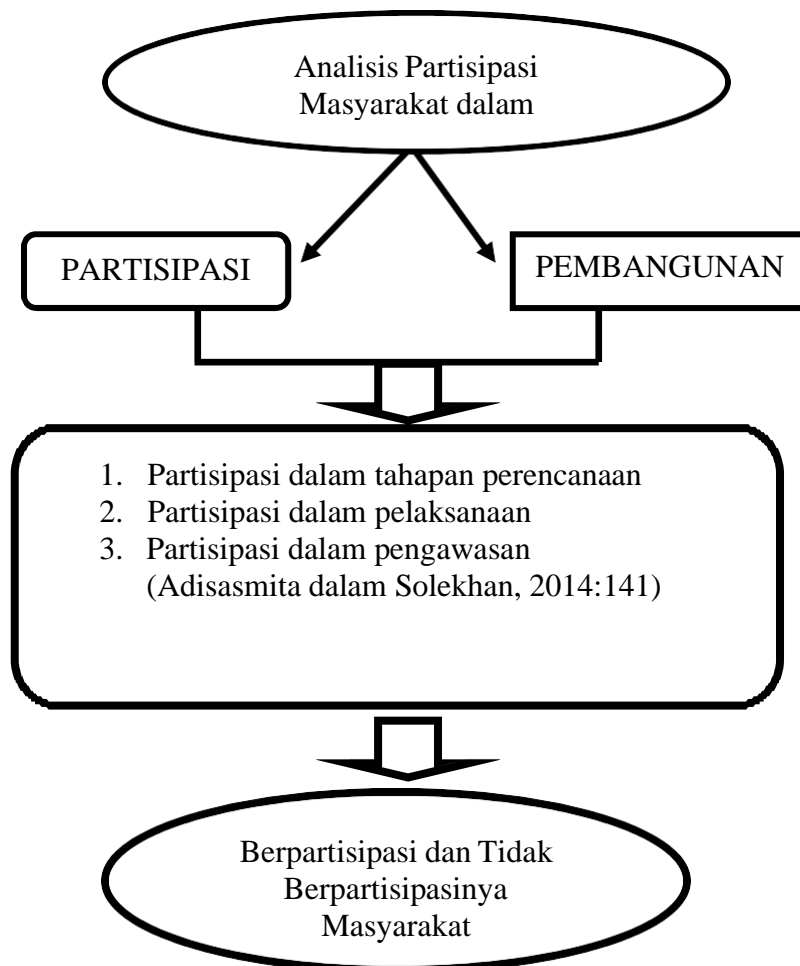 Analisis Partisipasi
Masyarakat dalam
PARTISIPASI
PEMBANGUNAN
1. Partisipasi dalam tahapan perencanaan
2. Partisipasi dalam pelaksanaan
3. Partisipasi dalam pengawasan
(Adisasmita dalam Solekhan, 2014:141)
Berpartisipasi dan Tidak
Berpartisipasinya
Masyarakat